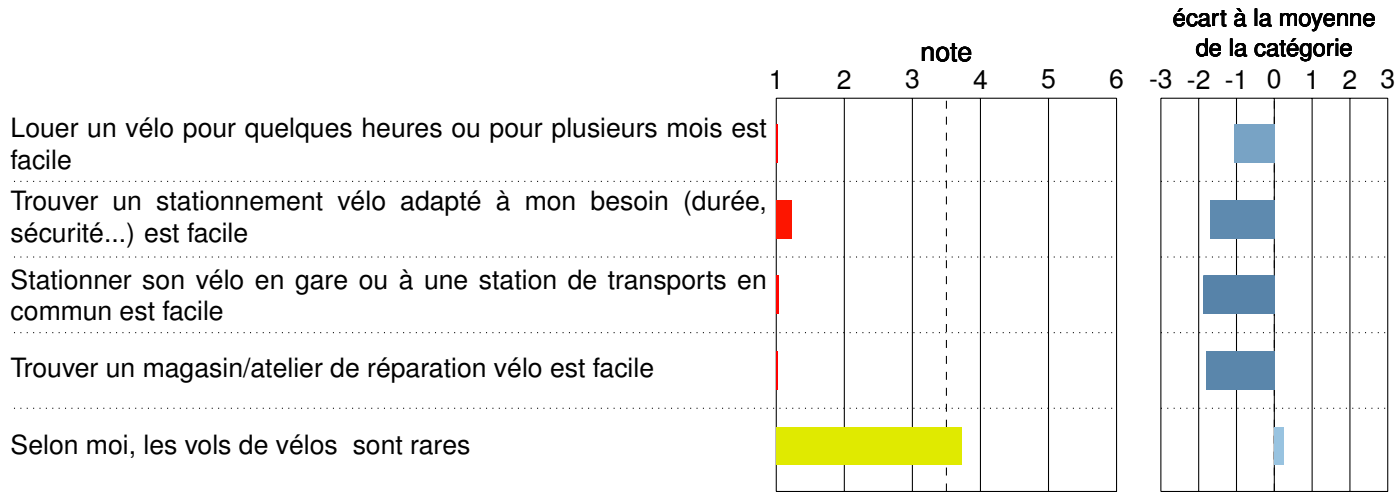 écart à la moyenne
note de la catégorie
1 2 3 4 5 6 -3 -2 -1 0 1 2 3
Louer un vélo pour quelques heures ou pour plusieurs mois est
facile
Trouver un stationnement vélo adapté à mon besoin (durée,
sécurité...) est facile
Stationner son vélo en gare ou à une station de transports en
commun est facile
Trouver un magasin/atelier de réparation vélo est facile
Selon moi, les vols de vélos sont rares